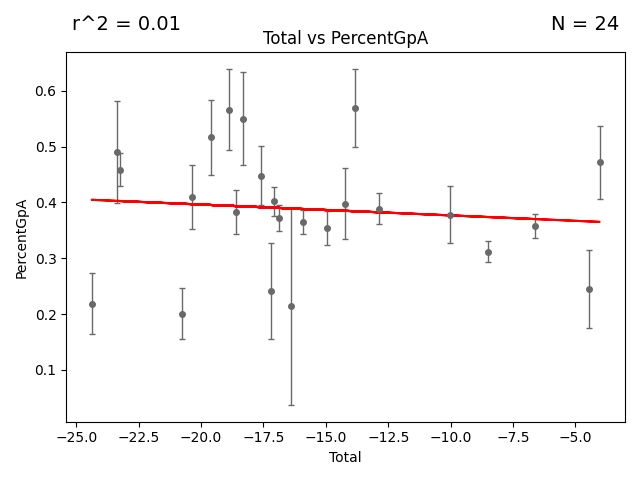 r^2 = 0.01
N = 24
Total vs PercentGpA
PercentGpA
0.6
0.5
0.4
0.3
0.2
0.1
−25.0 −22.5 −20.0 −17.5 −15.0 −12.5 −10.0 −7.5 −5.0
Total